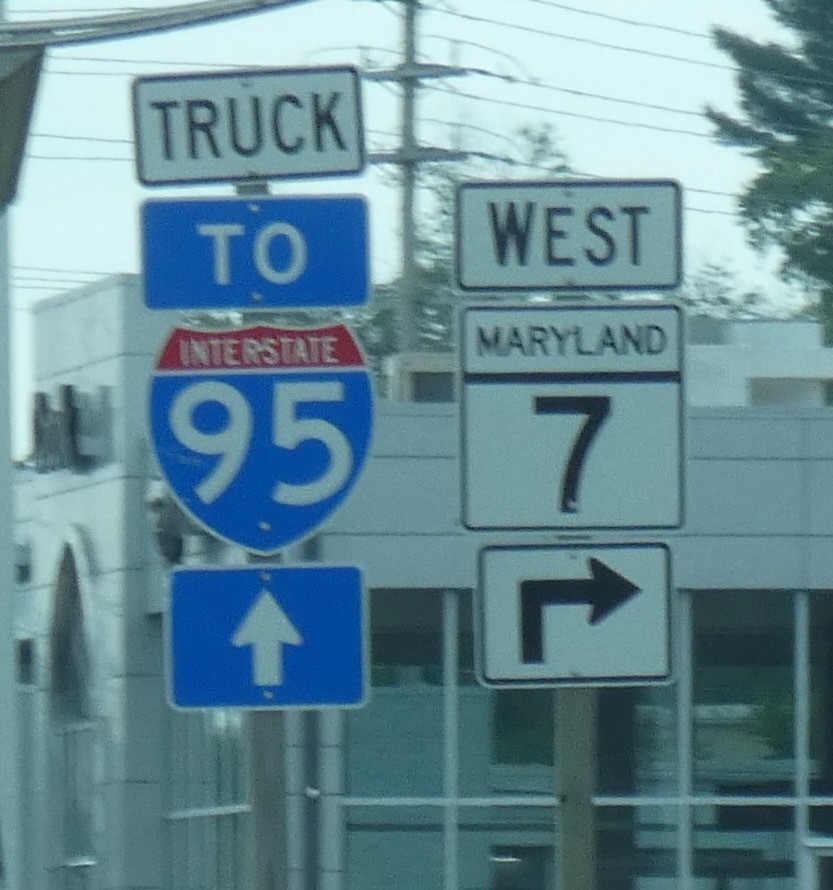 TRUCK
TO
INTERSTATE
95
WEST
MARYLAND
7